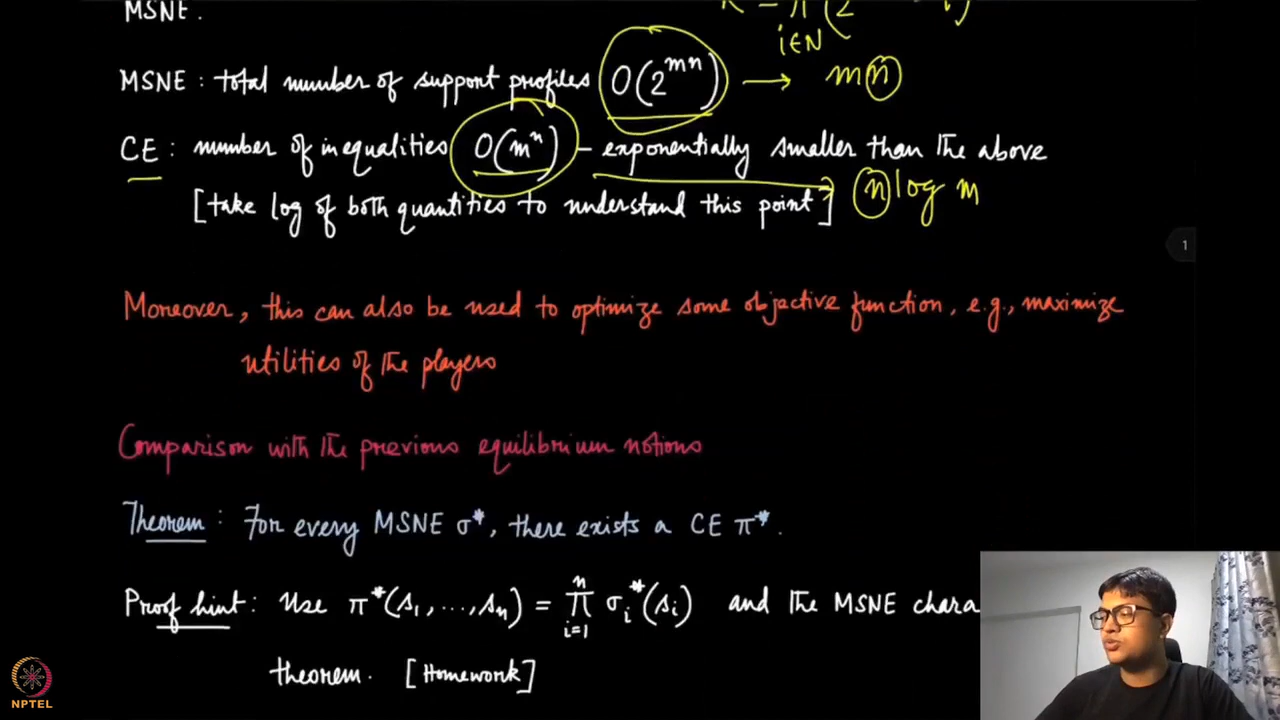 MSNE.
i∈N
MSNE : total number of support profiles O(2^{mn}) → mn
CE : number of inequalities O(m^n) – exponentially smaller than the above
[take log of both quantities to understand this point] n log m
1
Moreover, this can also be used to optimize some objective function, e.g., maximize
utilities of the players
Comparison with the previous equilibrium notions
Theorem : For every MSNE σ*, there exists a CE π*.
Proof hint : Use π*(s₁, ..., sₙ) = ∏_{i=1}^{n} σᵢ*(sᵢ) and the MSNE chara
theorem. [Homework]
NPTEL